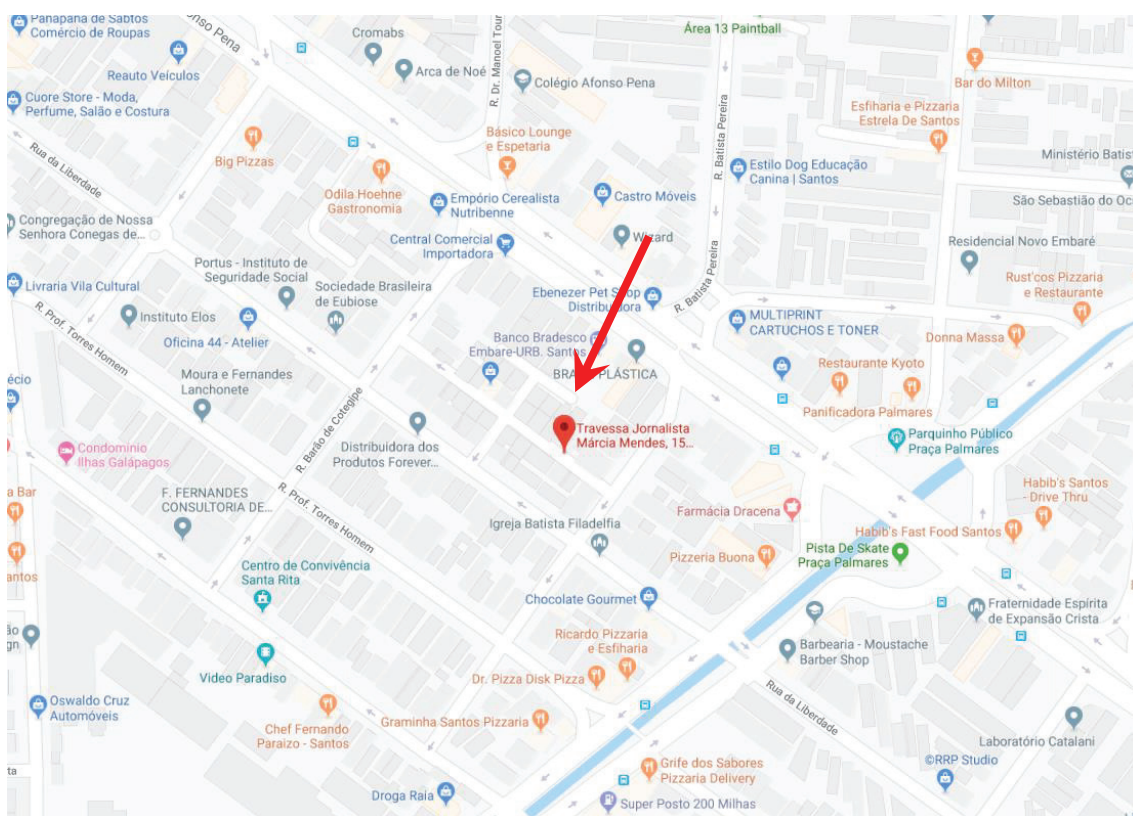 Panapana de Sabtos
Comércio de Roupas
onso Pena
Cromabs
R. Dr. Manoel Tour
Área 13 Paintball
Reauto Veículos
Arca de Noé
Colégio Afonso Pena
Bar do Milton
Cuore Store - Moda,
Perfume, Salão e Costura
Esfiharia e Pizzaria
Estrela De Santos
R. Batista Pereira
Rua da Liberdade
Big Pizzas
Básico Lounge
e Espetaria
Ministério Batis
Estilo Dog Educação
Canina | Santos
Odila Hoehne
Gastronomia
Empório Cerealista
Nutribenne
Castro Móveis
São Sebastião do Oci
Congregação de Nossa
Senhora Conegas de...
Central Comercial
Importadora
Wizard
Residencial Novo Embaré
Portus - Instituto de
Seguridade Social
R. Batista Pereira
Livraria Vila Cultural
Sociedade Brasileira
de Eubiose
Ebenezer Pet Shop
Distribuidora
Rust'cos Pizzaria
e Restaurante
R. Prof. Torres Homem
Instituto Elos
Oficina 44 - Atelier
MULTIPRINT
CARTUCHOS E TONER
Donna Massa
Banco Bradesco
Embare-URB. Santos
Restaurante Kyoto
Moura e Fernandes
Lanchonete
PLÁSTICA
écio
R. Barão de Cotegipe
Panificadora Palmares
Travessa Jornalista
Márcia Mendes, 15...
Parquinho Público
Praça Palmares
Condominio
Ilhas Galápagos
Distribuidora dos
Produtos Forever...
a Bar
F. FERNANDES
CONSULTORIA DE...
R. Prof. Torres Homem
Habib's Santos
- Drive Thru
Farmácia Dracena
Igreja Batista Filadelfia
Habib's Fast Food Santos
Pizzeria Buona
Pista De Skate
Praça Palmares
antos
Centro de Convivência
Santa Rita
Chocolate Gourmet
Fraternidade Espírita
de Expansão Crista
ão
gn
Ricardo Pizzaria
e Esfiharia
Barbearia - Moustache
Barber Shop
Video Paradiso
Dr. Pizza Disk Pizza
Rua da Liberdade
Oswaldo Cruz
Automóveis
Chef Fernando
Paraizo - Santos
Graminha Santos Pizzaria
Laboratório Catalani
ta
Grife dos Sabores
Pizzaria Delivery
©RRP Studio
Droga Raia
Super Posto 200 Milhas